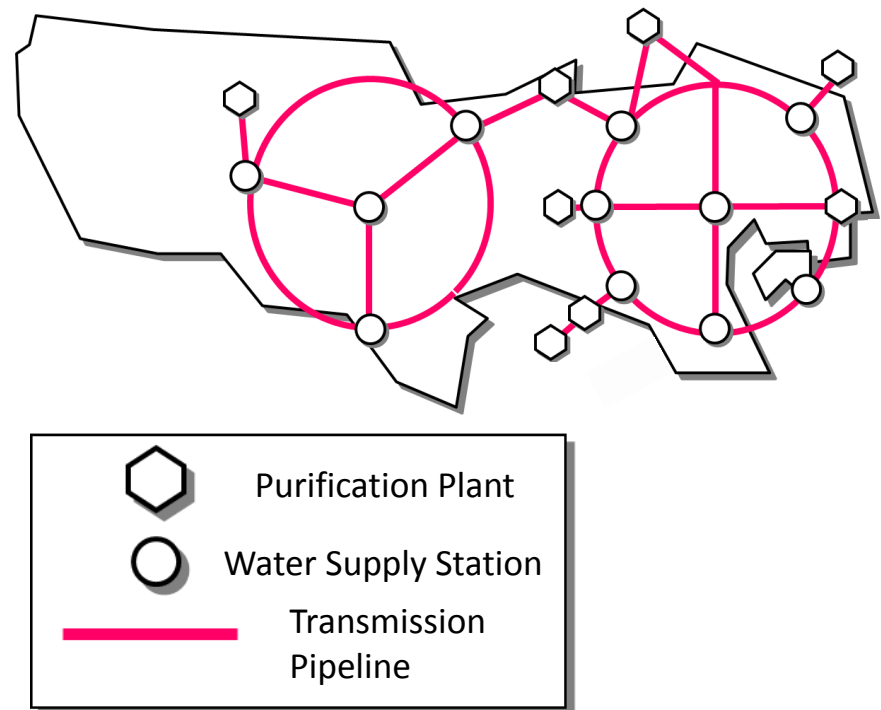 Purification Plant
Water Supply Station
Transmission
Pipeline